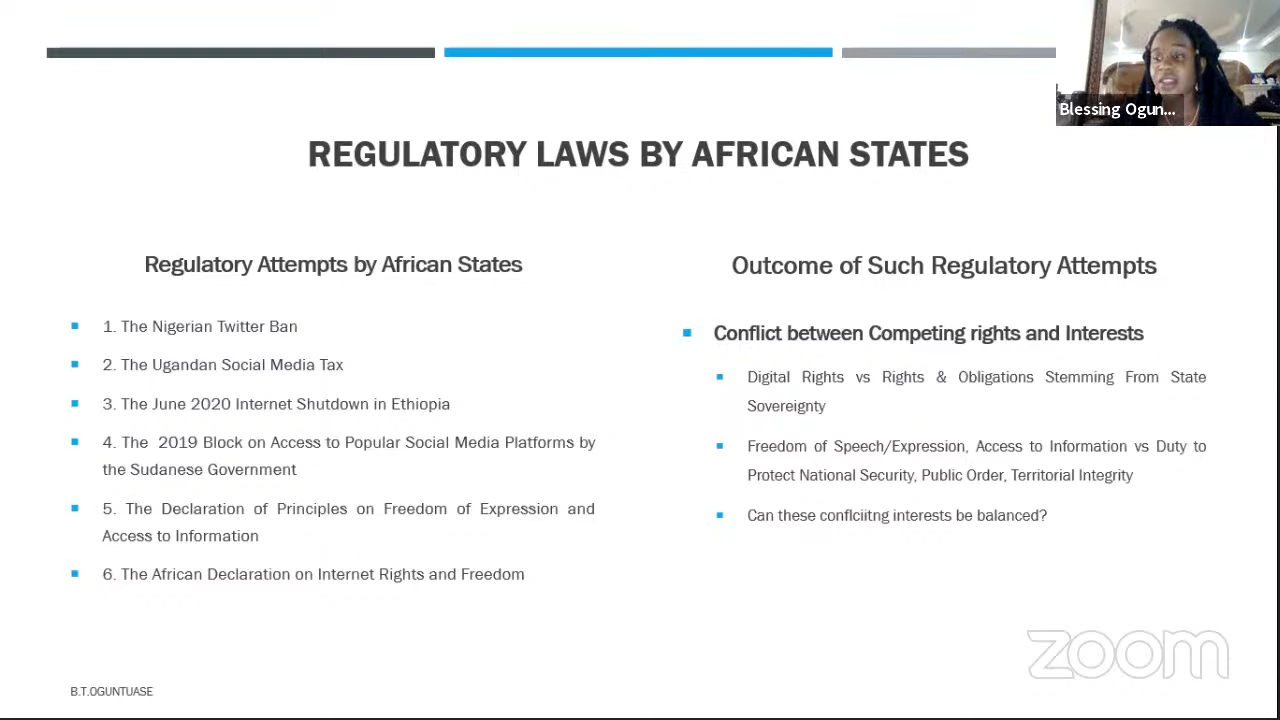 Blessing Ogun...
REGULATORY LAWS BY AFRICAN STATES
Regulatory Attempts by African States
1. The Nigerian Twitter Ban
2. The Ugandan Social Media Tax
3. The June 2020 Internet Shutdown in Ethiopia
4. The 2019 Block on Access to Popular Social Media Platforms by
the Sudanese Government
5. The Declaration of Principles on Freedom of Expression and
Access to Information
6. The African Declaration on Internet Rights and Freedom
Outcome of Such Regulatory Attempts
Conflict between Competing rights and Interests
Digital Rights vs Rights & Obligations Stemming From State
Sovereignty
Freedom of Speech/Expression, Access to Information vs Duty to
Protect National Security, Public Order, Territorial Integrity
Can these conflciitng interests be balanced?
zoom
B.T.OGUNTUASE